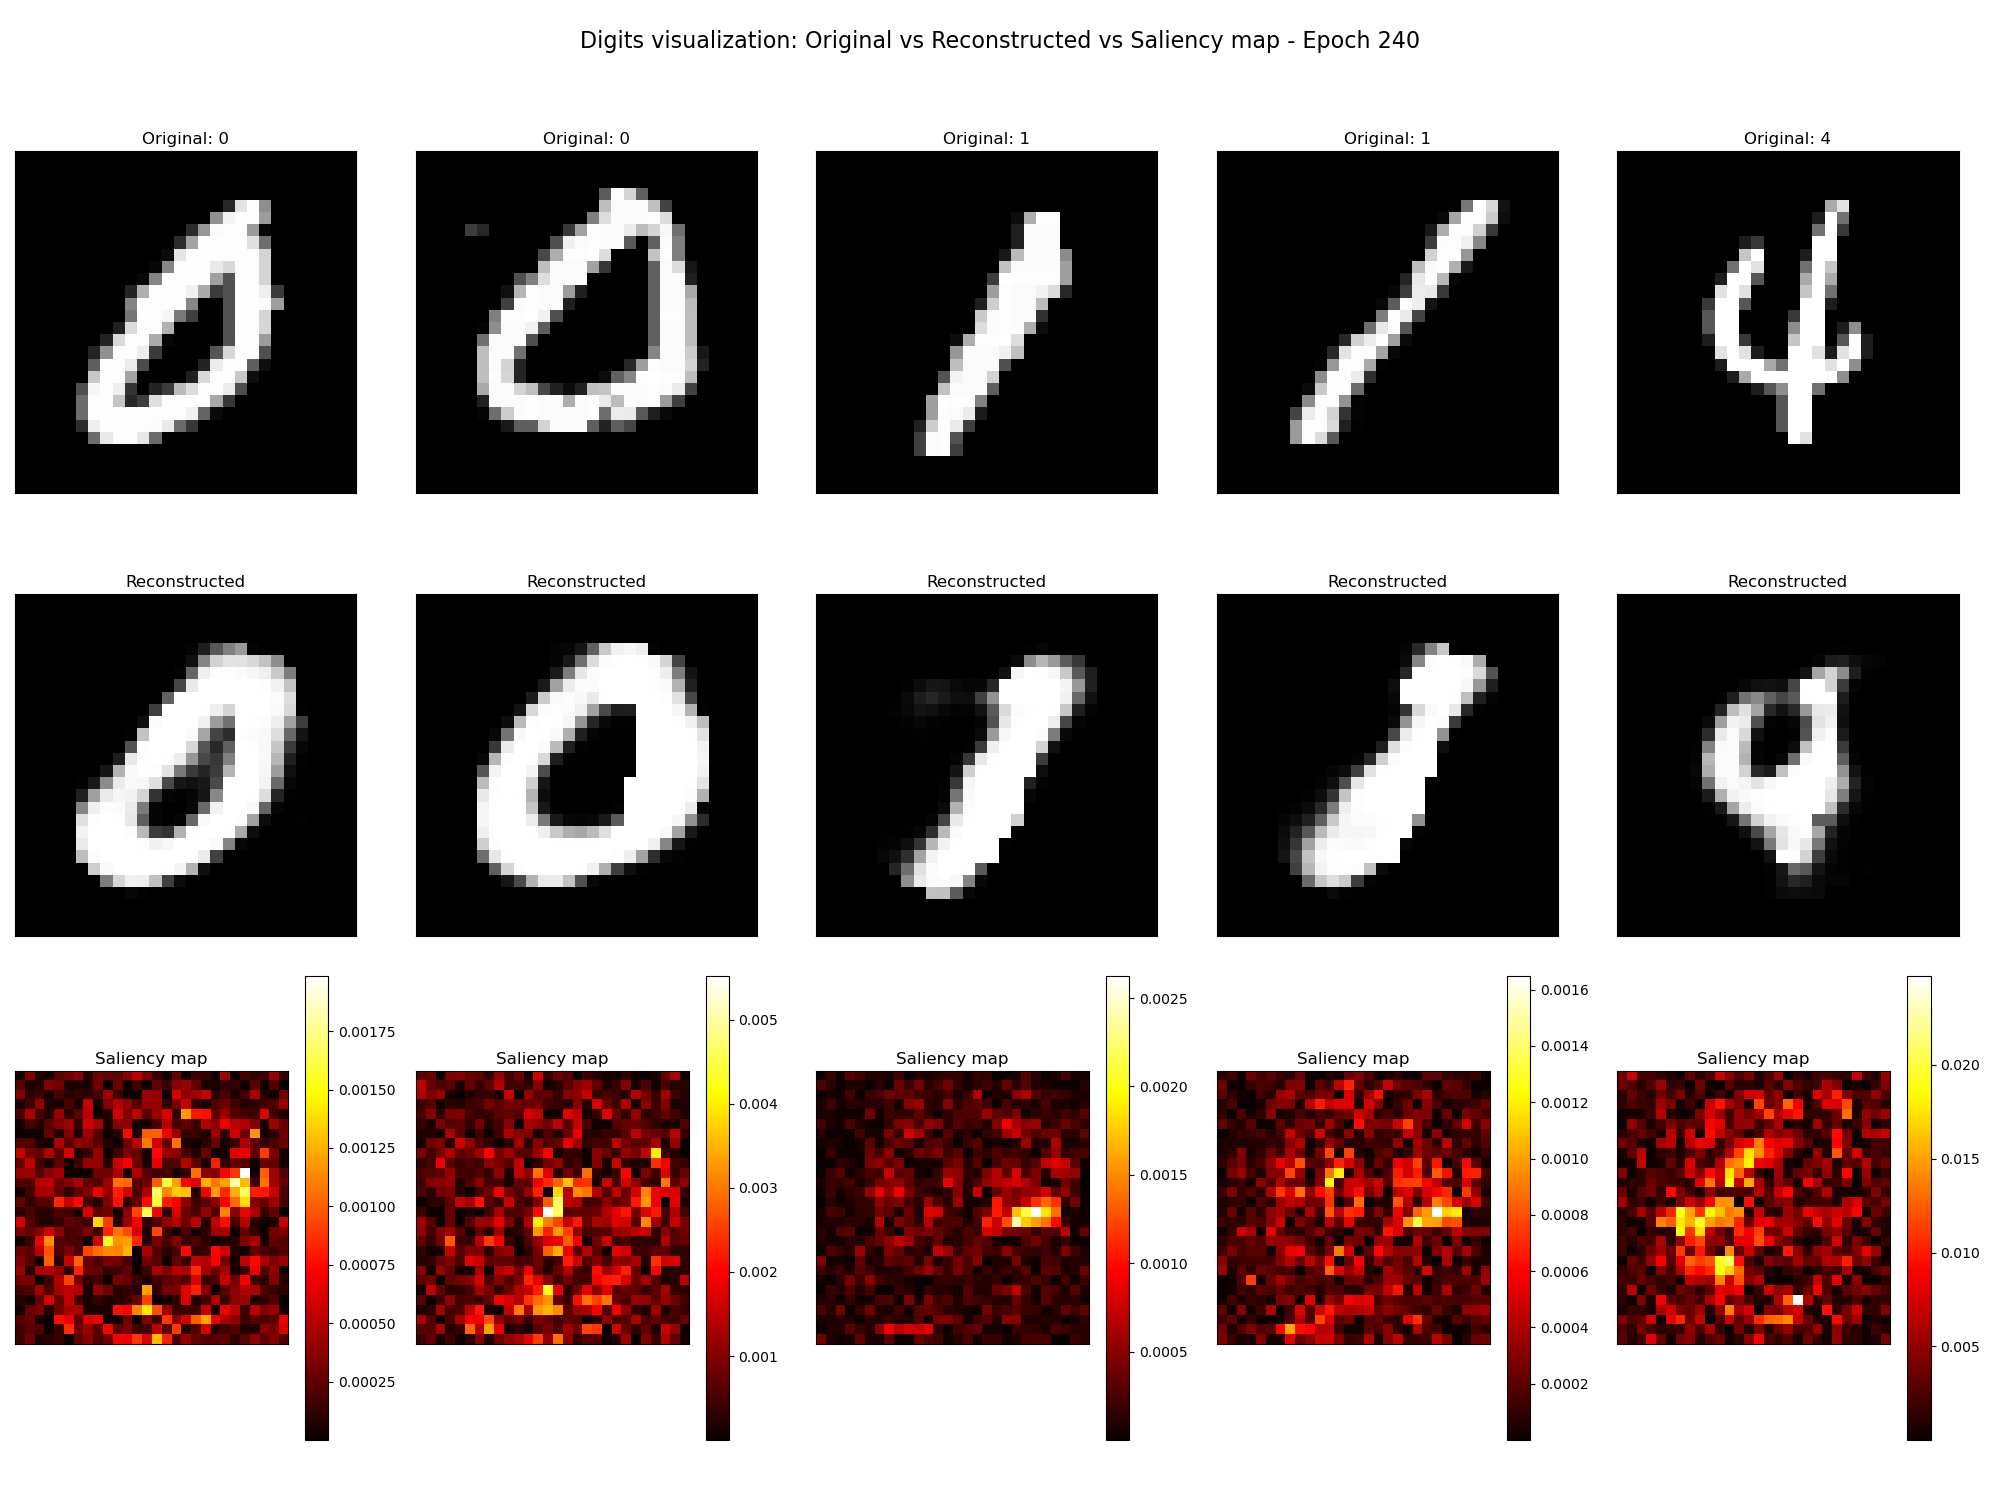 Digits visualization: Original vs Reconstructed vs Saliency map - Epoch 240
Original: 0
Original: 0
Original: 1
Original: 1
Original: 4
Reconstructed
Reconstructed
Reconstructed
Reconstructed
Reconstructed
Saliency map
0.00175
0.00150
0.00125
0.00100
0.00075
0.00050
0.00025
Saliency map
0.005
0.004
0.003
0.002
0.001
Saliency map
0.0025
0.0020
0.0015
0.0010
0.0005
Saliency map
0.0016
0.0014
0.0012
0.0010
0.0008
0.0006
0.0004
0.0002
Saliency map
0.020
0.015
0.010
0.005